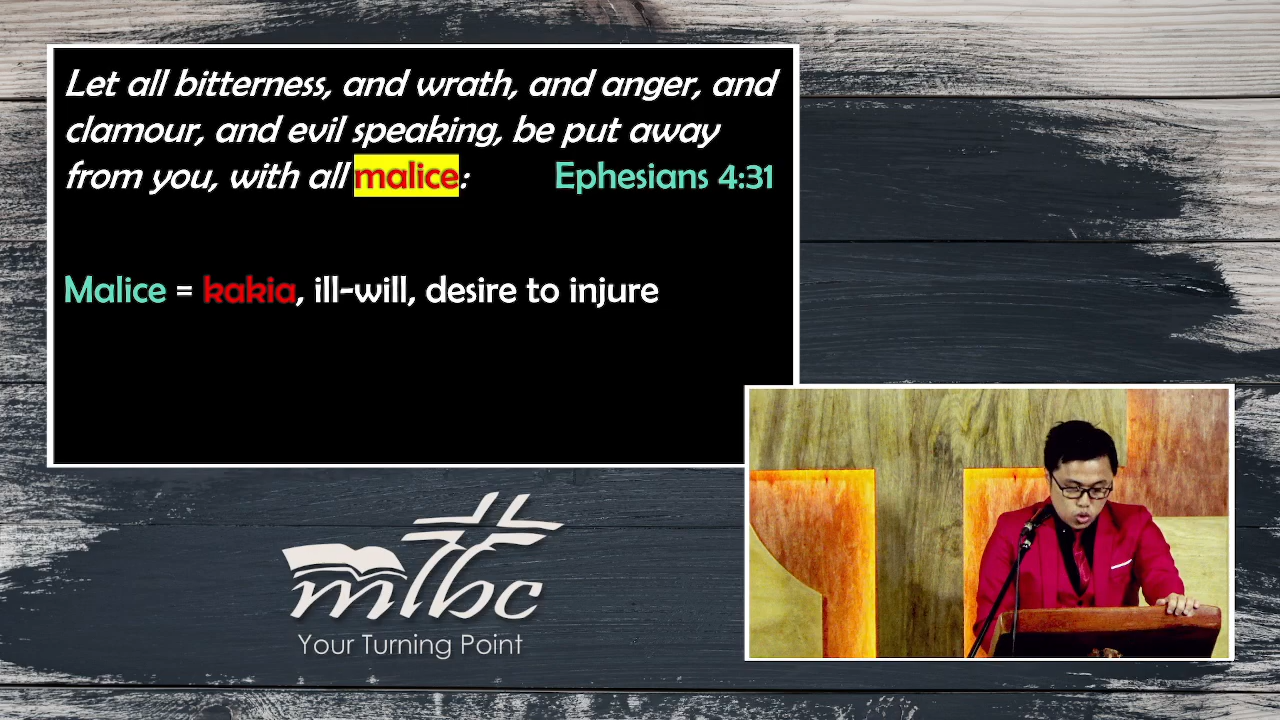 Let all bitterness, and wrath, and anger, and
clamour, and evil speaking, be put away
from you, with all malice: Ephesians 4:31
Malice = kakia, ill-will, desire to injure
mtbc
Your Turning Point